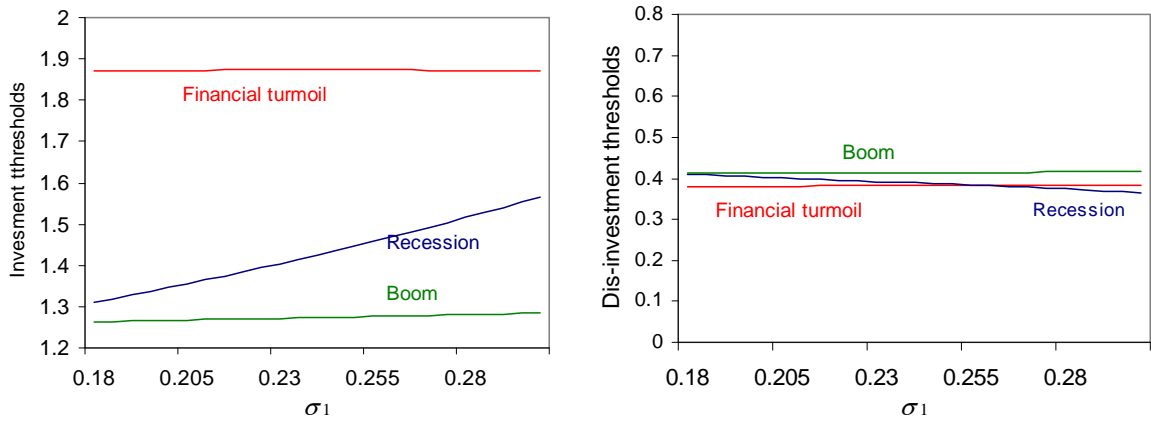 Invesment tthresholds
2
1.9
1.8
1.7
1.6
1.5
1.4
1.3
1.2
Financial turmoil
Recession
Boom
0.18 0.205 0.23 0.255 0.28
σ1
Dis-investment thresholds
0.8
0.7
0.6
0.5
0.4
0.3
0.2
0.1
0
Boom
Financial turmoil
Recession
0.18 0.205 0.23 0.255 0.28
σ1